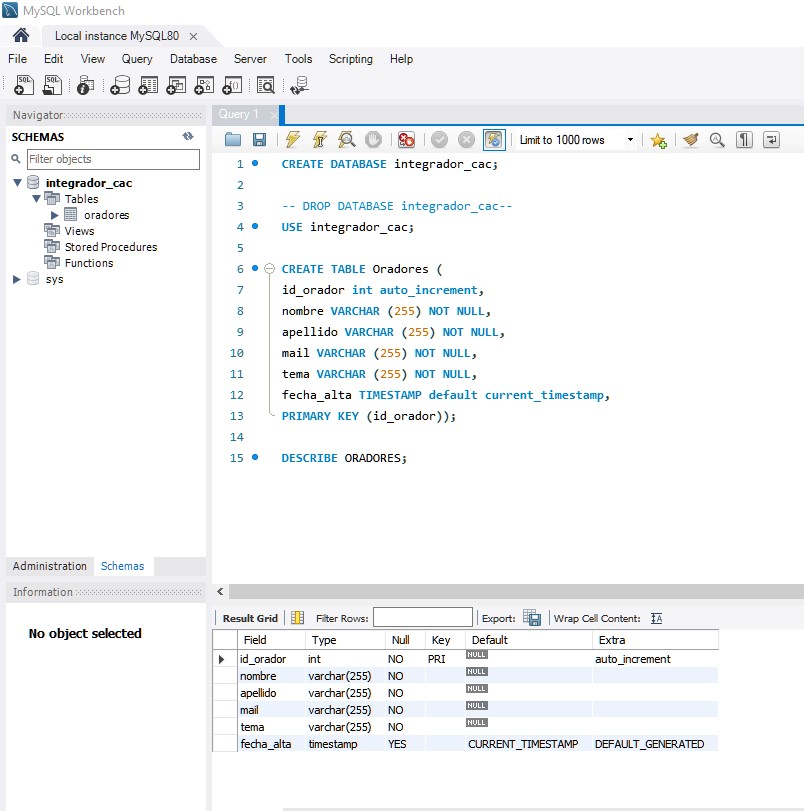 MySQL Workbench
Local instance MySQL80
File Edit View Query Database Server Tools Scripting Help
Navigator
SCHEMAS
Filter objects
integrador_cac
Tables
oradores
Views
Stored Procedures
Functions
sys
Administration Schemas
Information
No object selected
Query 1
Limit to 1000 rows
1 CREATE DATABASE integrador_cac;
2
3 -- DROP DATABASE integrador_cac--
4 USE integrador_cac;
5
6 CREATE TABLE Oradores (
7 id_orador int auto_increment,
8 nombre VARCHAR (255) NOT NULL,
9 apellido VARCHAR (255) NOT NULL,
10 mail VARCHAR (255) NOT NULL,
11 tema VARCHAR (255) NOT NULL,
12 fecha_alta TIMESTAMP default current_timestamp,
13 PRIMARY KEY (id_orador));
14
15 DESCRIBE ORADORES;
Result Grid Filter Rows: Export: Wrap Cell Content:
Field Type Null Key Default Extra
id_orador int NO PRI NULL auto_increment
nombre varchar(255) NO NULL
apellido varchar(255) NO NULL
mail varchar(255) NO NULL
tema varchar(255) NO NULL
fecha_alta timestamp YES CURRENT_TIMESTAMP DEFAULT_GENERATED